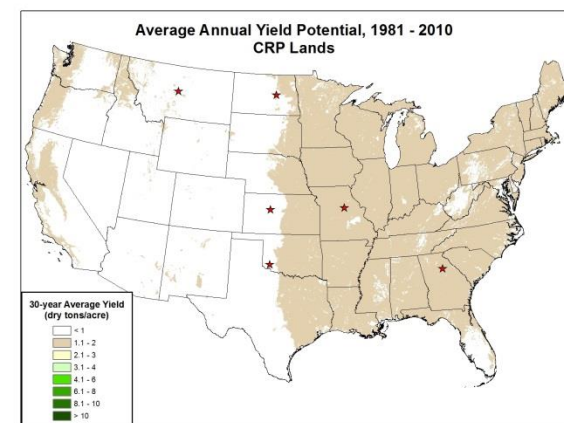 Average Annual Yield Potential, 1981 - 2010
CRP Lands
30-year Average Yield
(dry tons/acre)
< 1
1.1 - 2
2.1 - 3
3.1 - 4
4.1 - 6
6.1 - 8
8.1 - 10
> 10